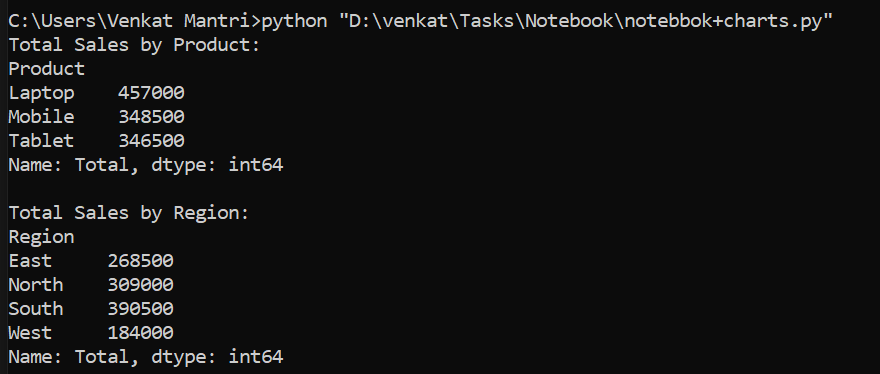 C:\Users\Venkat Mantri>python "D:\venkat\Tasks\Notebook\notebbok+charts.py"
Total Sales by Product:
Product
Laptop    457000
Mobile    348500
Tablet    346500
Name: Total, dtype: int64

Total Sales by Region:
Region
East     268500
North    309000
South    390500
West     184000
Name: Total, dtype: int64